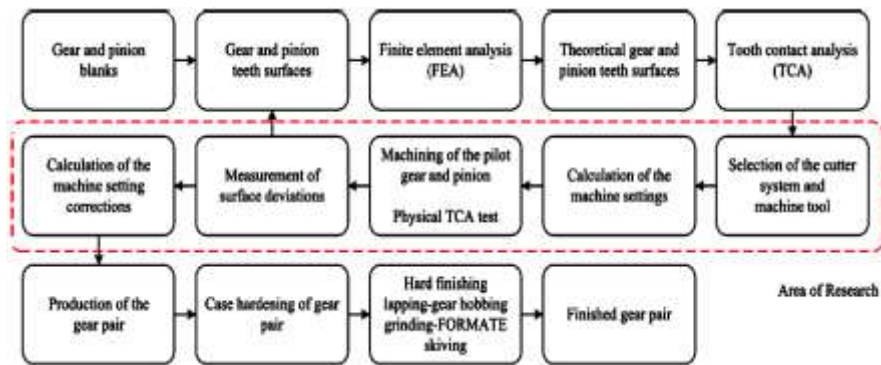 Gear and pinion
blanks
Gear and pinion
teeth surfaces
Finite element analysis
(FEA)
Theoretical gear and
pinion teeth surfaces
Tooth contact analysis
(TCA)
Calculation of the
machine setting
corrections
Measurement of
surface deviations
Machining of the pilot
gear and pinion
Physical TCA test
Calculation of the
machine settings
Selection of the cutter
system and
machine tool
Production of the
gear pair
Case hardening of gear
pair
Hard finishing
lapping-gear hobbing
grinding-FORMATE
skiving
Finished gear pair
Area of Research